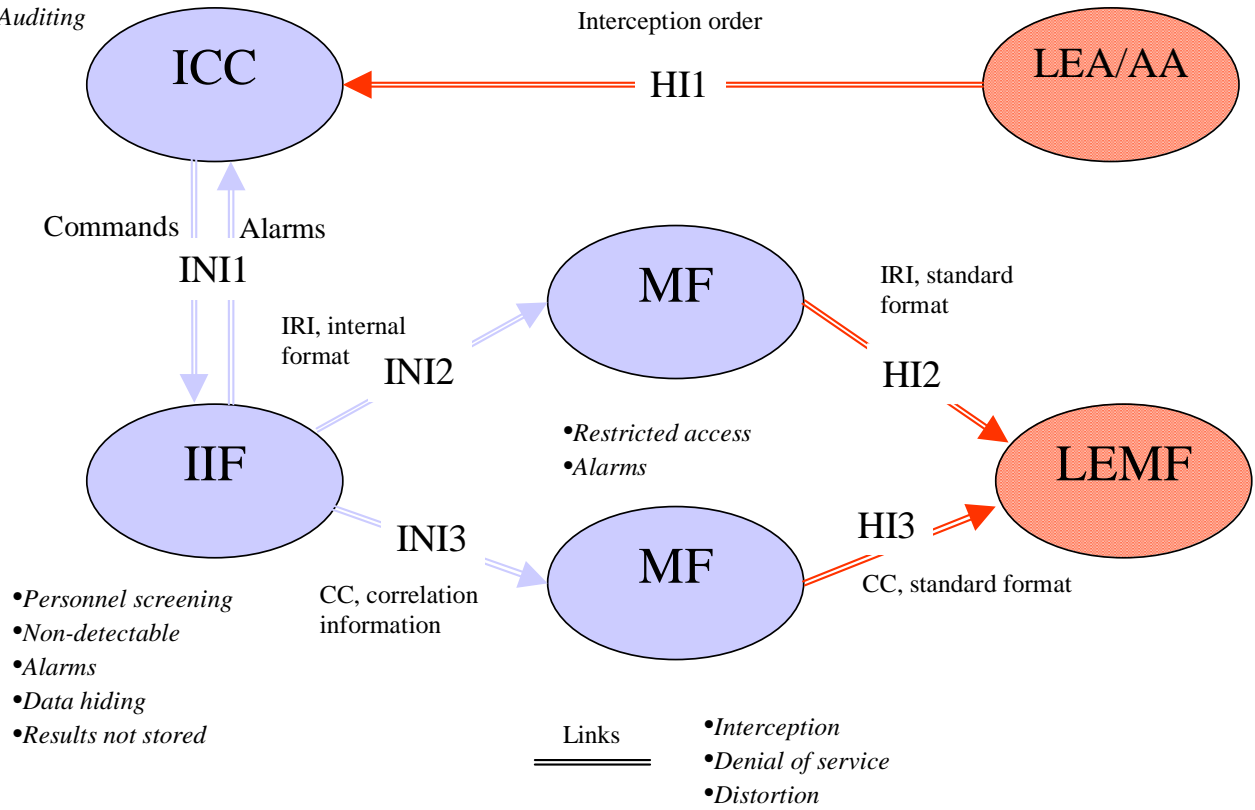 Auditing
Interception order
ICC
LEA/AA
HI1
Commands
Alarms
INI1
MF
IRI, standard
format
IRI, internal
format
INI2
HI2
•Restricted access
•Alarms
IIF
LEMF
INI3
HI3
MF
CC, correlation
information
CC, standard format
•Personnel screening
•Non-detectable
•Alarms
•Data hiding
•Results not stored
Links
•Interception
•Denial of service
•Distortion